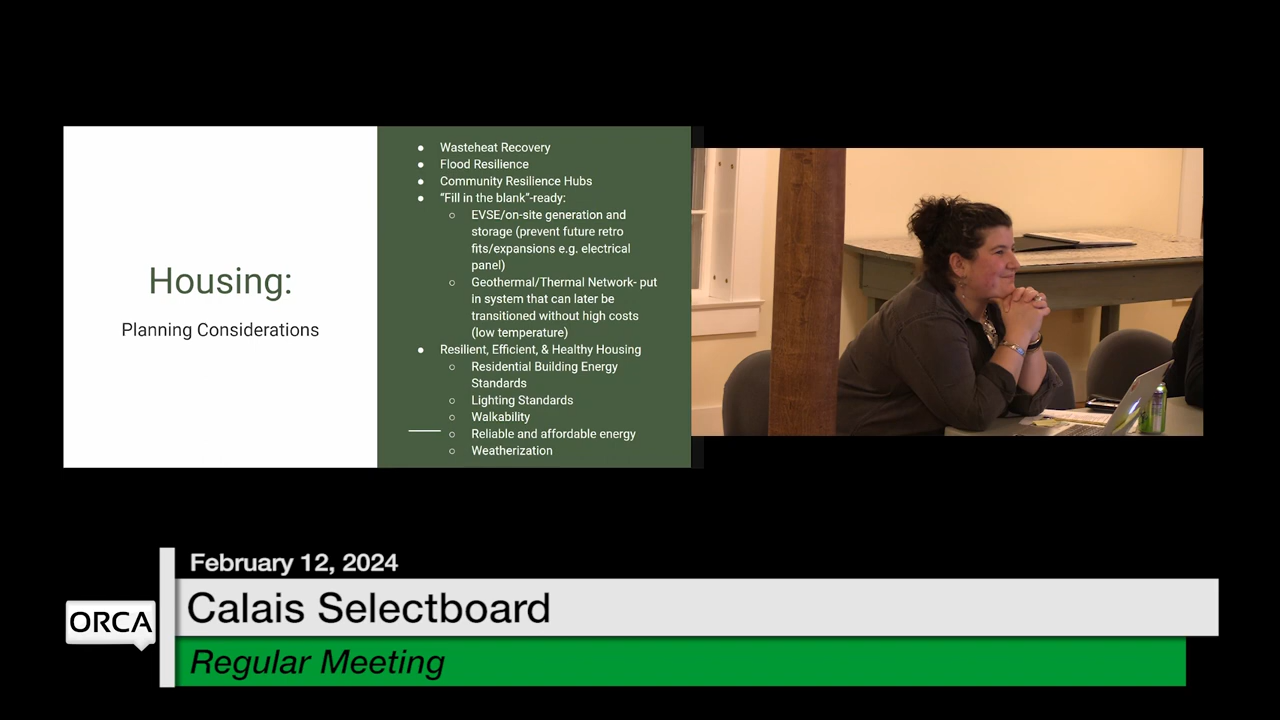 Housing:
Planning Considerations
● Wasteheat Recovery
● Flood Resilience
● Community Resilience Hubs
● “Fill in the blank”-ready:
○ EVSE/on-site generation and
storage (prevent future retro
fits/expansions e.g. electrical
panel)
○ Geothermal/Thermal Network- put
in system that can later be
transitioned without high costs
(low temperature)
● Resilient, Efficient, & Healthy Housing
○ Residential Building Energy
Standards
○ Lighting Standards
○ Walkability
○ Reliable and affordable energy
○ Weatherization
February 12, 2024
ORCA
Calais Selectboard
Regular Meeting